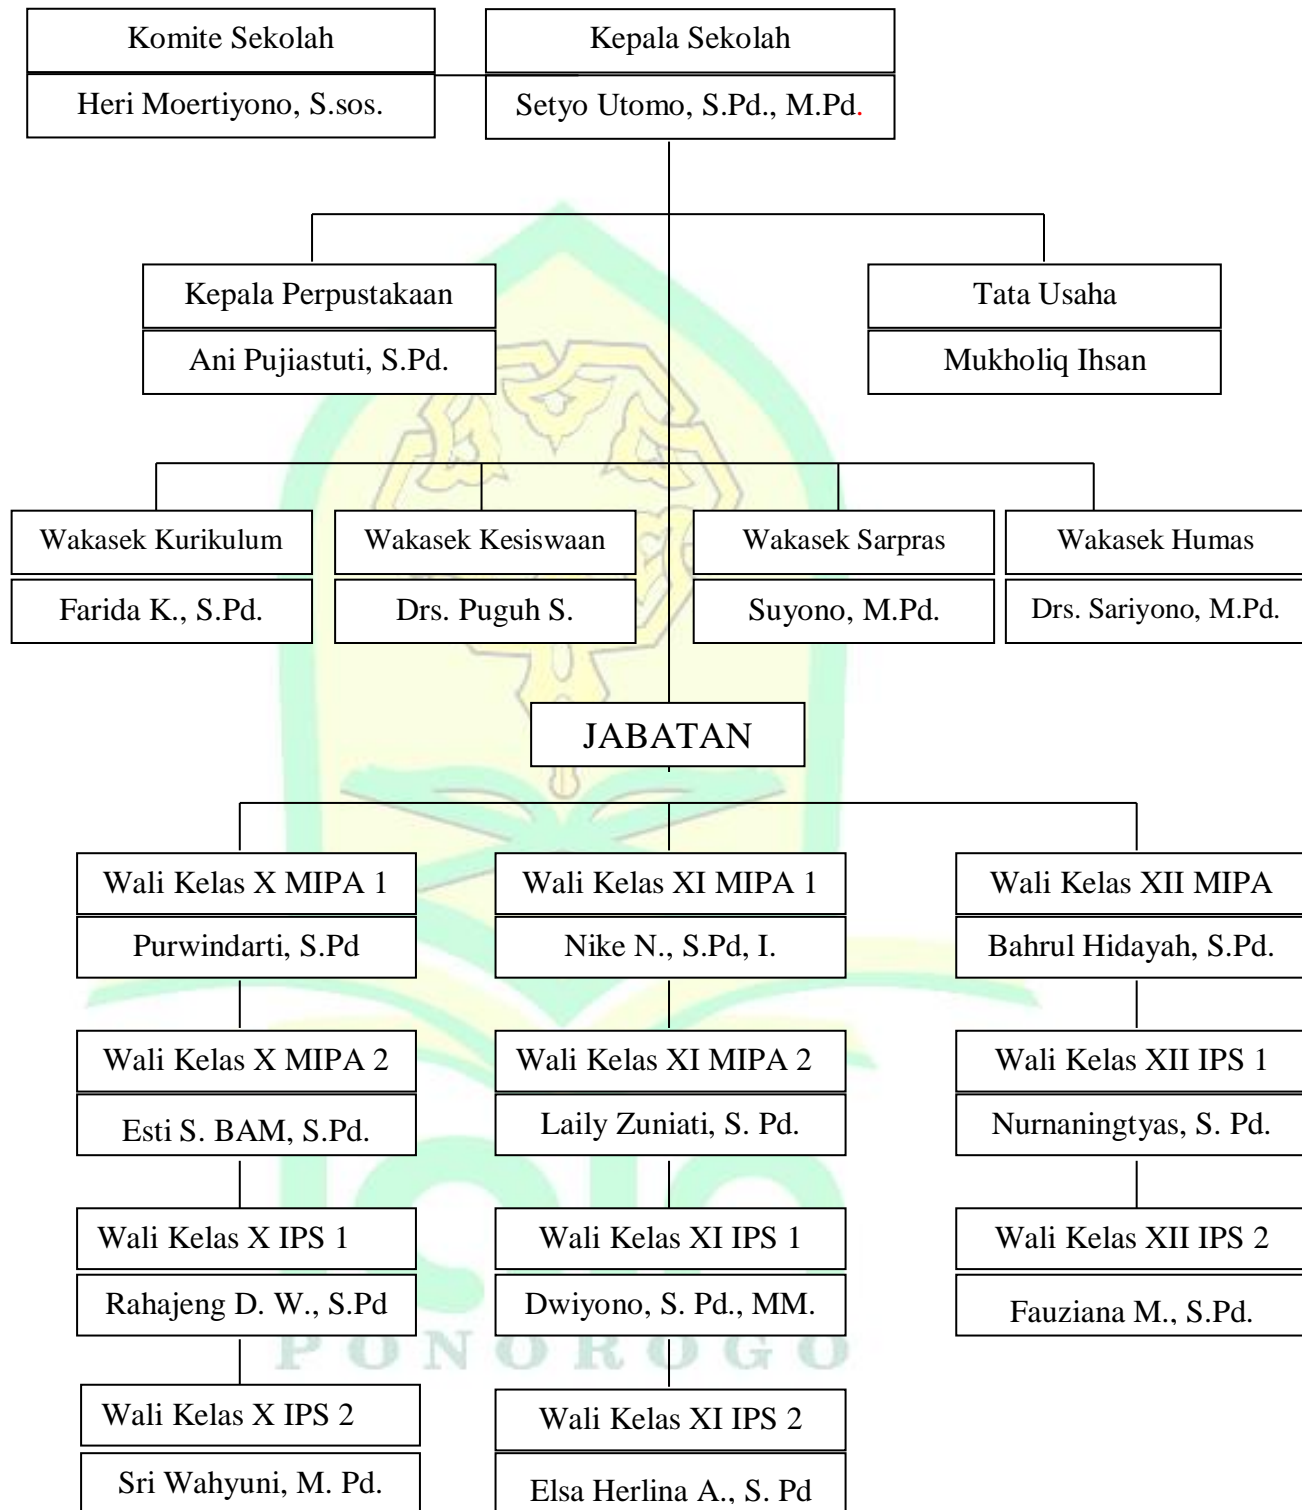 Komite Sekolah
Heri Moertiyono, S.sos.
Kepala Sekolah
Setyo Utomo, S.Pd., M.Pd.
Kepala Perpustakaan
Ani Pujiastuti, S.Pd.
Tata Usaha
Mukholiq Ihsan
Wakasek Kurikulum
Farida K., S.Pd.
Wakasek Kesiswaan
Drs. Puguh S.
Wakasek Sarpras
Suyono, M.Pd.
Wakasek Humas
Drs. Sariyono, M.Pd.
JABATAN
Wali Kelas X MIPA 1
Purwindarti, S.Pd
Wali Kelas X MIPA 2
Esti S. BAM, S.Pd.
Wali Kelas X IPS 1
Rahajeng D. W., S.Pd
Wali Kelas X IPS 2
Sri Wahyuni, M. Pd.
Wali Kelas XI MIPA 1
Nike N., S.Pd, I.
Wali Kelas XI MIPA 2
Laily Zuniati, S. Pd.
Wali Kelas XI IPS 1
Dwiyono, S. Pd., MM.
Wali Kelas XI IPS 2
Elsa Herlina A., S. Pd
Wali Kelas XII MIPA
Bahrul Hidayah, S.Pd.
Wali Kelas XII IPS 1
Nurnaningtyas, S. Pd.
Wali Kelas XII IPS 2
Fauziana M., S.Pd.
PONOROGO